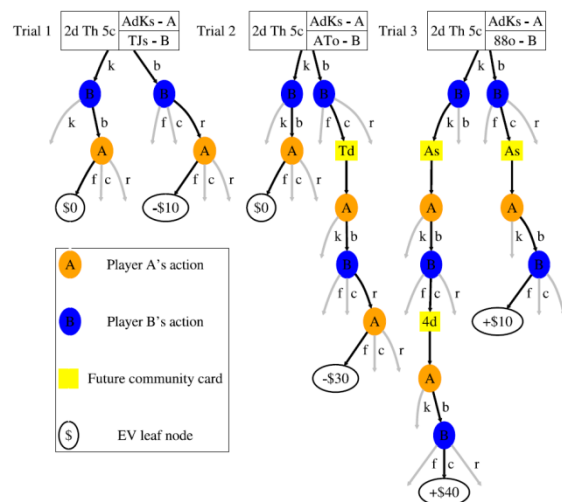 Trial 1
2d Th 5c
AdKs - A
TJs - B
Trial 2
2d Th 5c
AdKs - A
ATo - B
Trial 3
2d Th 5c
AdKs - A
88o - B
k b k b k b
B B B B B B
k b f c r k b f c r k b f c r
A A A Td As As
f c r f c r f c r
$0 -$10 $0 A A A
k b k b k b
B B B
f c r f c r f c r
A 4d +$10
f c r
-$30 A
k b
B
f c r
+$40
A Player A's action
B Player B's action
Future community card
$ EV leaf node